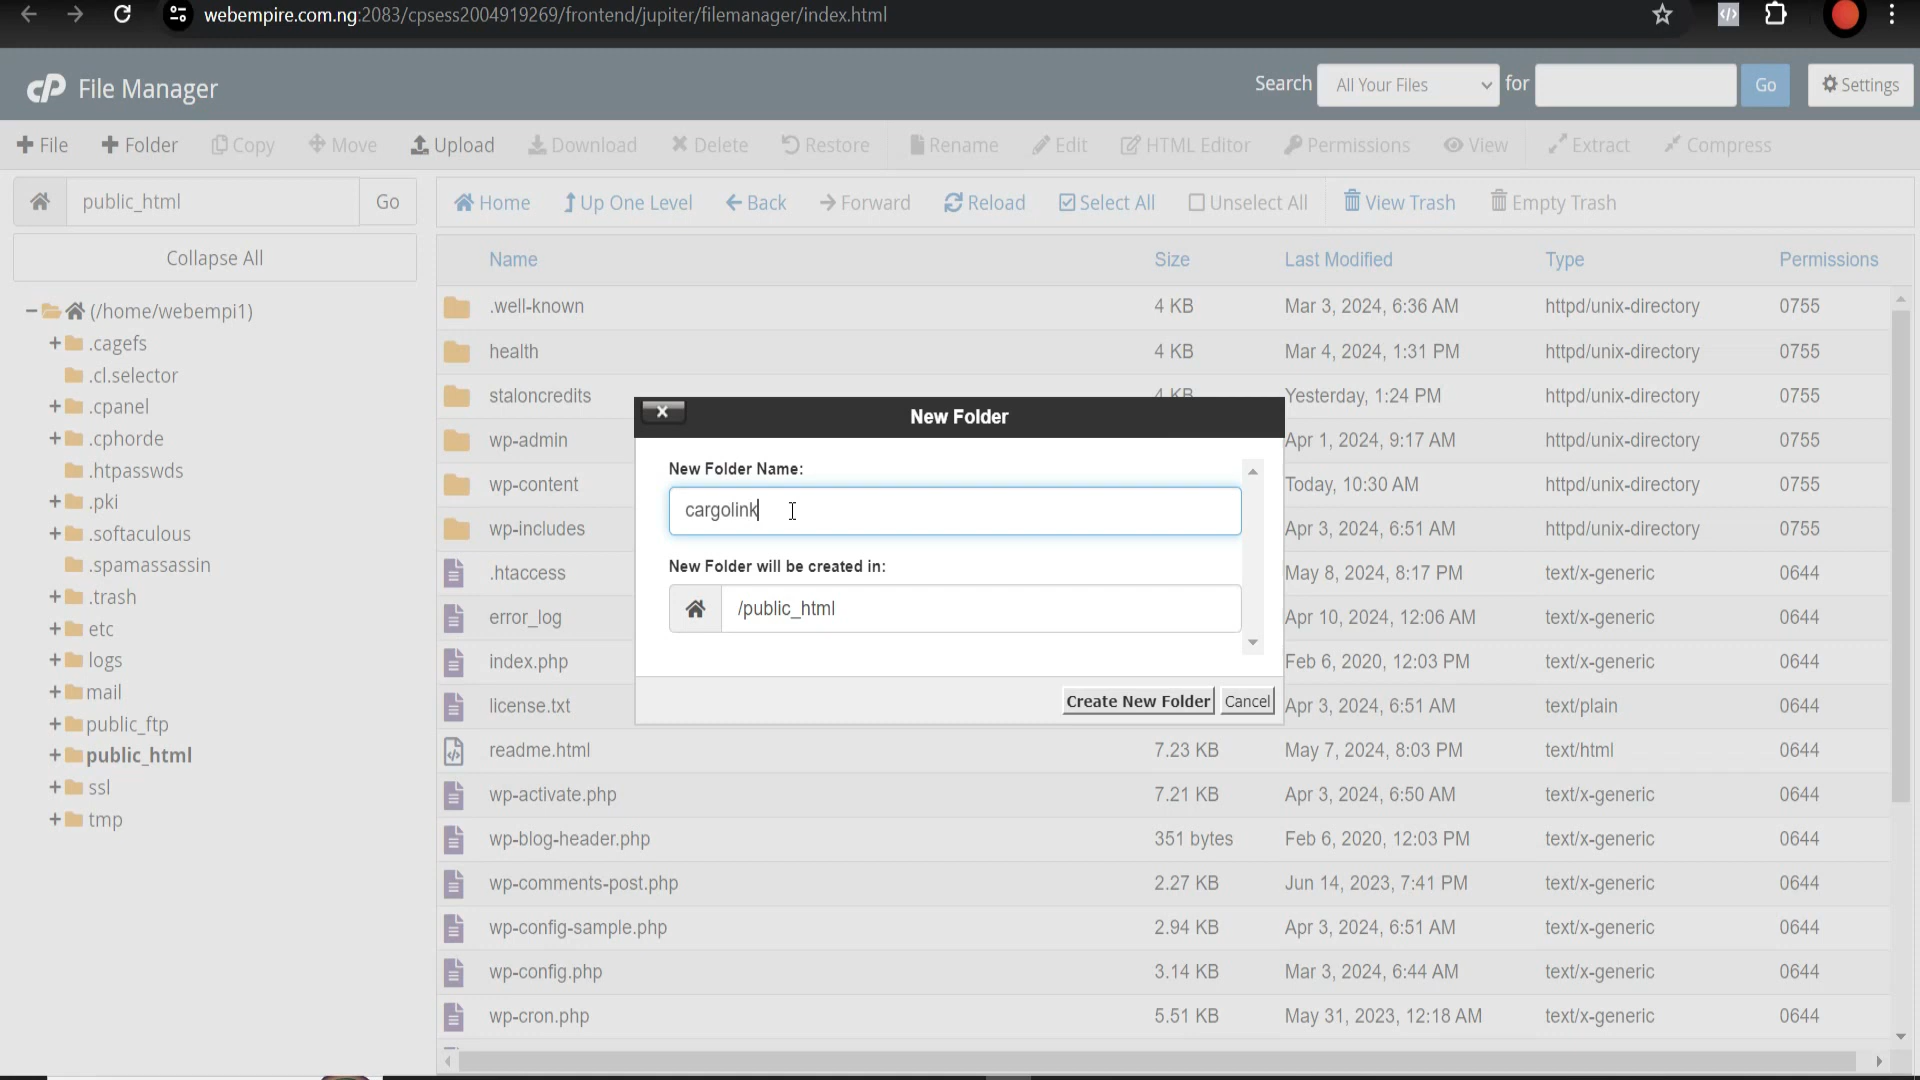 webempire.com.ng:2083/cpsess2004919269/frontend/jupiter/filemanager/index.html
cP File Manager
Search All Your Files for Go Settings
File Folder Copy Move Upload Download Delete Restore Rename Edit HTML Editor Permissions View Extract Compress
public_html Go
Home Up One Level Back Forward Reload Select All Unselect All View Trash Empty Trash
Collapse All
(/home/webempi1)
.cagefs
.cl.selector
.cpanel
.cphorde
.htpasswds
.pki
.softaculous
.spamassassin
.trash
etc
logs
mail
public_ftp
public_html
ssl
tmp
Name Size Last Modified Type Permissions
.well-known 4 KB Mar 3, 2024, 6:36 AM httpd/unix-directory 0755
health 4 KB Mar 4, 2024, 1:31 PM httpd/unix-directory 0755
staloncredits 4 KB Yesterday, 1:24 PM httpd/unix-directory 0755
wp-admin Apr 1, 2024, 9:17 AM httpd/unix-directory 0755
wp-content Today, 10:30 AM httpd/unix-directory 0755
wp-includes Apr 3, 2024, 6:51 AM httpd/unix-directory 0755
.htaccess May 8, 2024, 8:17 PM text/x-generic 0644
error_log Apr 10, 2024, 12:06 AM text/x-generic 0644
index.php Feb 6, 2020, 12:03 PM text/x-generic 0644
license.txt Apr 3, 2024, 6:51 AM text/plain 0644
readme.html 7.23 KB May 7, 2024, 8:03 PM text/html 0644
wp-activate.php 7.21 KB Apr 3, 2024, 6:50 AM text/x-generic 0644
wp-blog-header.php 351 bytes Feb 6, 2020, 12:03 PM text/x-generic 0644
wp-comments-post.php 2.27 KB Jun 14, 2023, 7:41 PM text/x-generic 0644
wp-config-sample.php 2.94 KB Apr 3, 2024, 6:51 AM text/x-generic 0644
wp-config.php 3.14 KB Mar 3, 2024, 6:44 AM text/x-generic 0644
wp-cron.php 5.51 KB May 31, 2023, 12:18 AM text/x-generic 0644
New Folder
New Folder Name:
cargolink
New Folder will be created in:
/public_html
Create New Folder Cancel